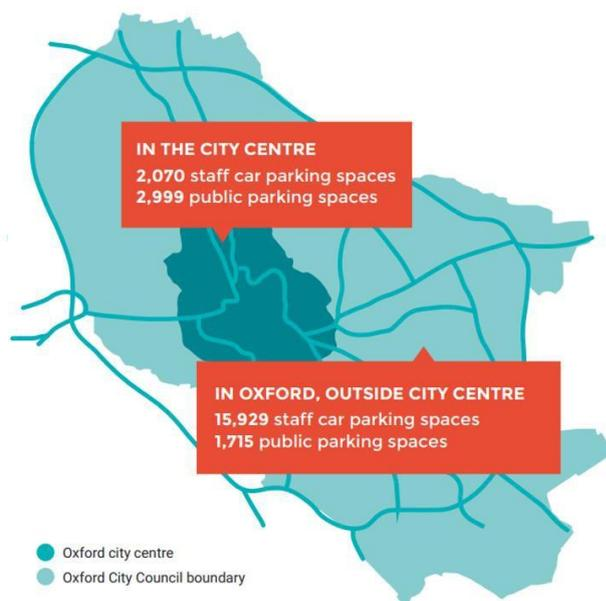 IN THE CITY CENTRE
2,070 staff car parking spaces
2,999 public parking spaces
IN OXFORD, OUTSIDE CITY CENTRE
15,929 staff car parking spaces
1,715 public parking spaces
Oxford city centre
Oxford City Council boundary